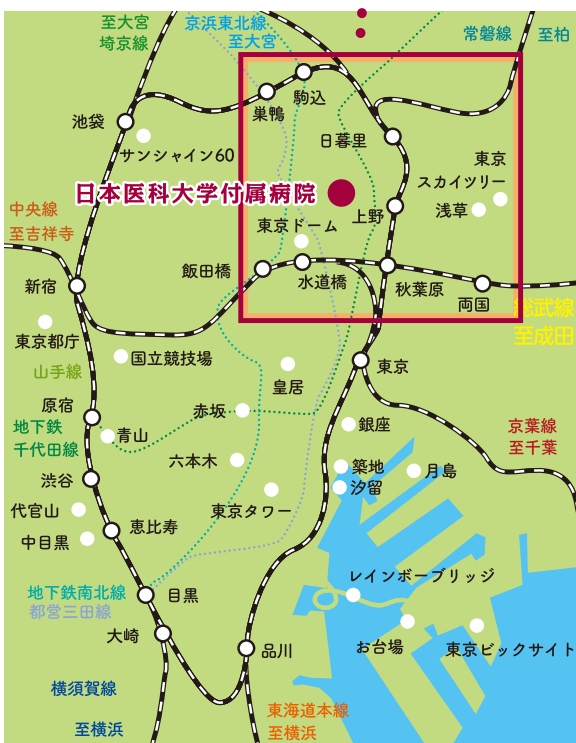 至大宮
埼京線
京浜東北線
至大宮
常磐線
至柏
池袋
サンシャイン60
巣鴨
駒込
日暮里
東京
スカイツリー
浅草
日本医科大学付属病院
上野
中央線
至吉祥寺
東京ドーム
飯田橋
水道橋
秋葉原
両国
新宿
総武線
至成田
東京都庁
国立競技場
山手線
皇居
東京
原宿
赤坂
銀座
地下鉄
千代田線
青山
京葉線
至千葉
六本木
築地
月島
渋谷
汐留
代官山
東京タワー
恵比寿
中目黒
レインボーブリッジ
地下鉄南北線
目黒
都営三田線
大崎
品川
お台場
東京ビックサイト
横須賀線
東海道本線
至横浜
至横浜